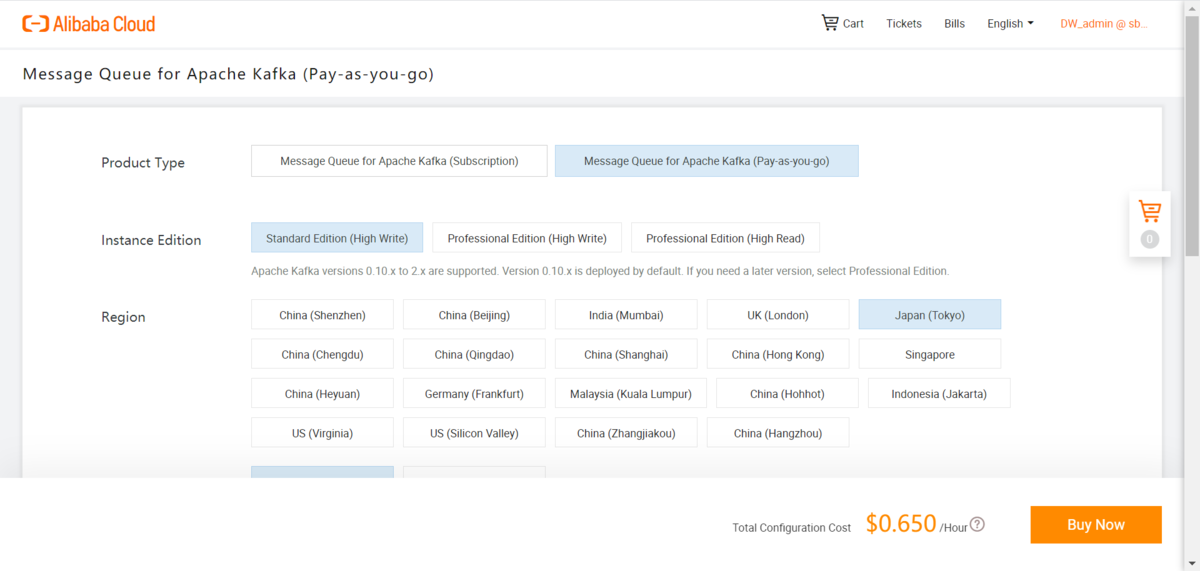 Alibaba Cloud
Cart Tickets Bills English DW_admin @ sb...
Message Queue for Apache Kafka (Pay-as-you-go)
Product Type
Message Queue for Apache Kafka (Subscription) Message Queue for Apache Kafka (Pay-as-you-go)
0
Instance Edition
Standard Edition (High Write) Professional Edition (High Write) Professional Edition (High Read)
Apache Kafka versions 0.10.x to 2.x are supported. Version 0.10.x is deployed by default. If you need a later version, select Professional Edition.
Region
China (Shenzhen) China (Beijing) India (Mumbai) UK (London) Japan (Tokyo)
China (Chengdu) China (Qingdao) China (Shanghai) China (Hong Kong) Singapore
China (Heyuan) Germany (Frankfurt) Malaysia (Kuala Lumpur) China (Hohhot) Indonesia (Jakarta)
US (Virginia) US (Silicon Valley) China (Zhangjiakou) China (Hangzhou)
Total Configuration Cost $0.650 /Hour ?
Buy Now